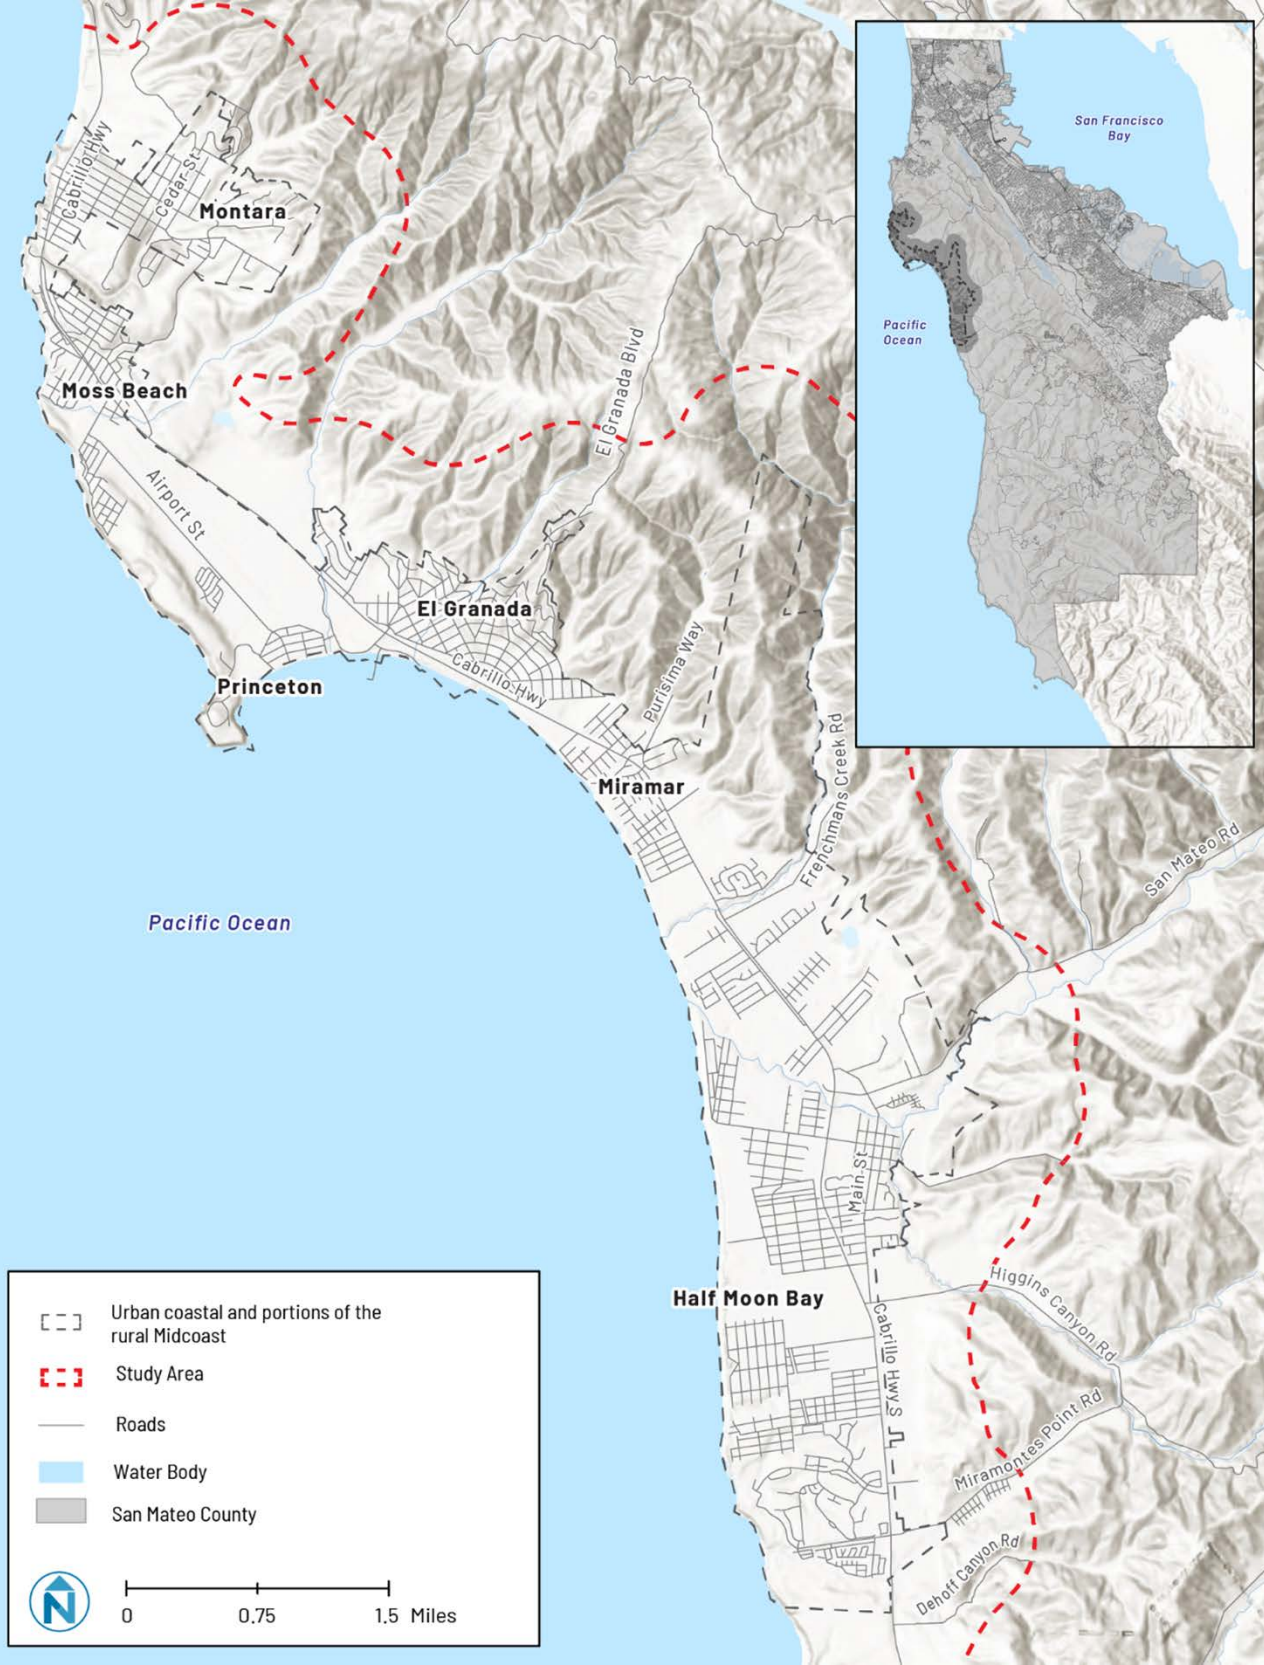 San Francisco
Bay
Pacific
Ocean
Cabrillo Hwy
Cedar St
Montara
Moss Beach
Airport St
El Granada Blvd
El Granada
Cabrillo Hwy
Princeton
Purisima Way
Miramar
Frenchmans Creek Rd
San Mateo Rd
Pacific Ocean
Main St
Half Moon Bay
Higgins Canyon Rd
Cabrillo Hwy S
Miramontes Point Rd
Dehoff Canyon Rd
Urban coastal and portions of the
rural Midcoast
Study Area
Roads
Water Body
San Mateo County
N
0 0.75 1.5 Miles